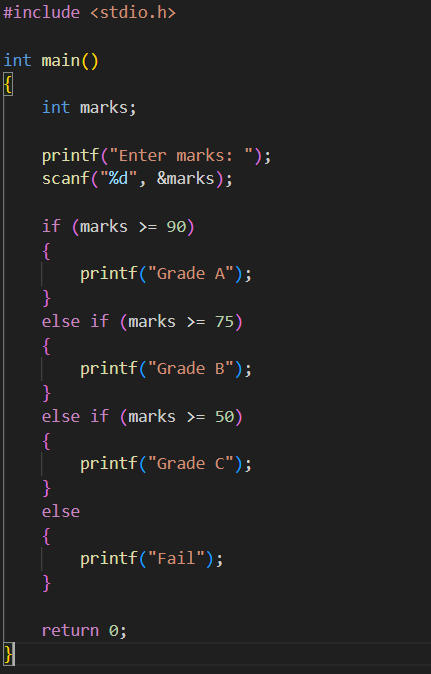 #include <stdio.h>

int main()
{
    int marks;

    printf("Enter marks: ");
    scanf("%d", &marks);

    if (marks >= 90)
    {
        printf("Grade A");
    }
    else if (marks >= 75)
    {
        printf("Grade B");
    }
    else if (marks >= 50)
    {
        printf("Grade C");
    }
    else
    {
        printf("Fail");
    }

    return 0;
}